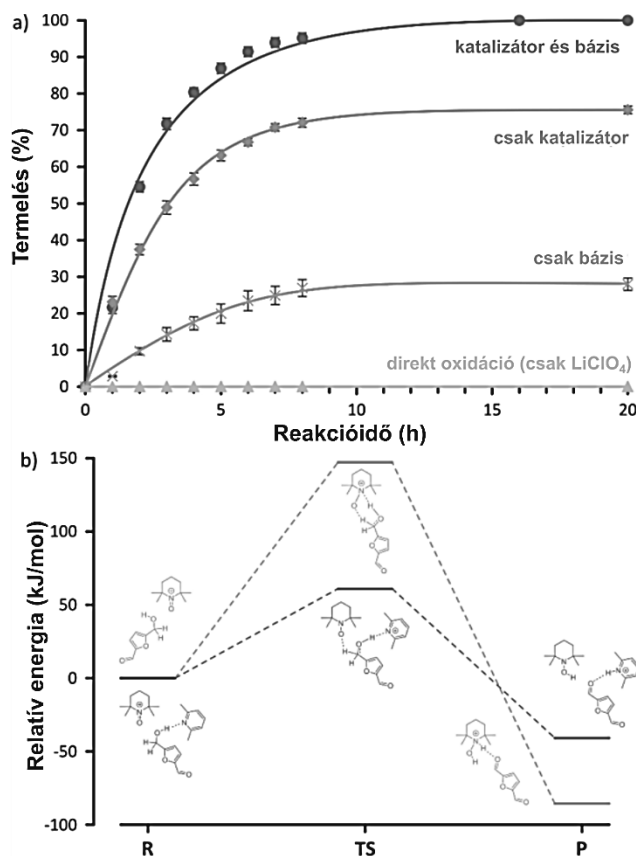 a)
100
90
80
70
60
50
40
30
20
10
0
Termelés (%)
katalizátor és bázis
csak katalizátor
csak bázis
direkt oxidáció (csak LiClO4)
0 5 10 15 20
Reakcióidő (h)
b)
150
100
50
0
-50
-100
Relatív energia (kJ/mol)
R TS P